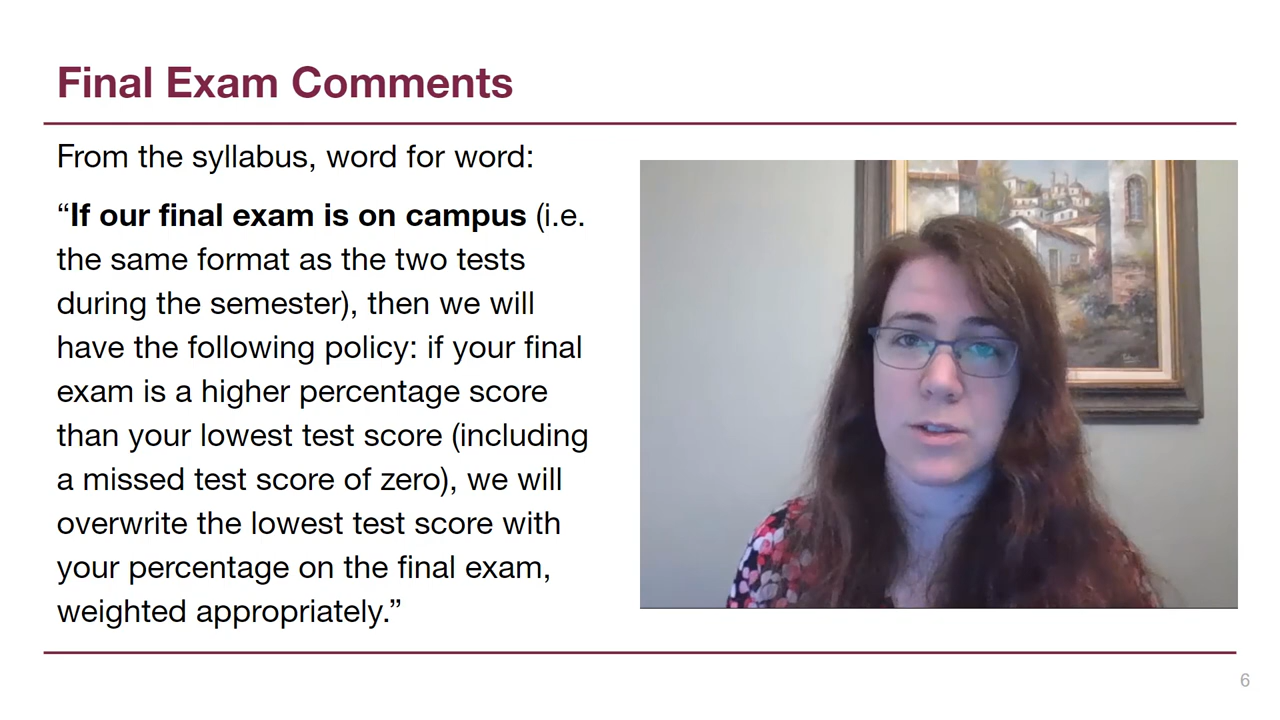 Final Exam Comments
From the syllabus, word for word:
“If our final exam is on campus (i.e.
the same format as the two tests
during the semester), then we will
have the following policy: if your final
exam is a higher percentage score
than your lowest test score (including
a missed test score of zero), we will
overwrite the lowest test score with
your percentage on the final exam,
weighted appropriately.”
6